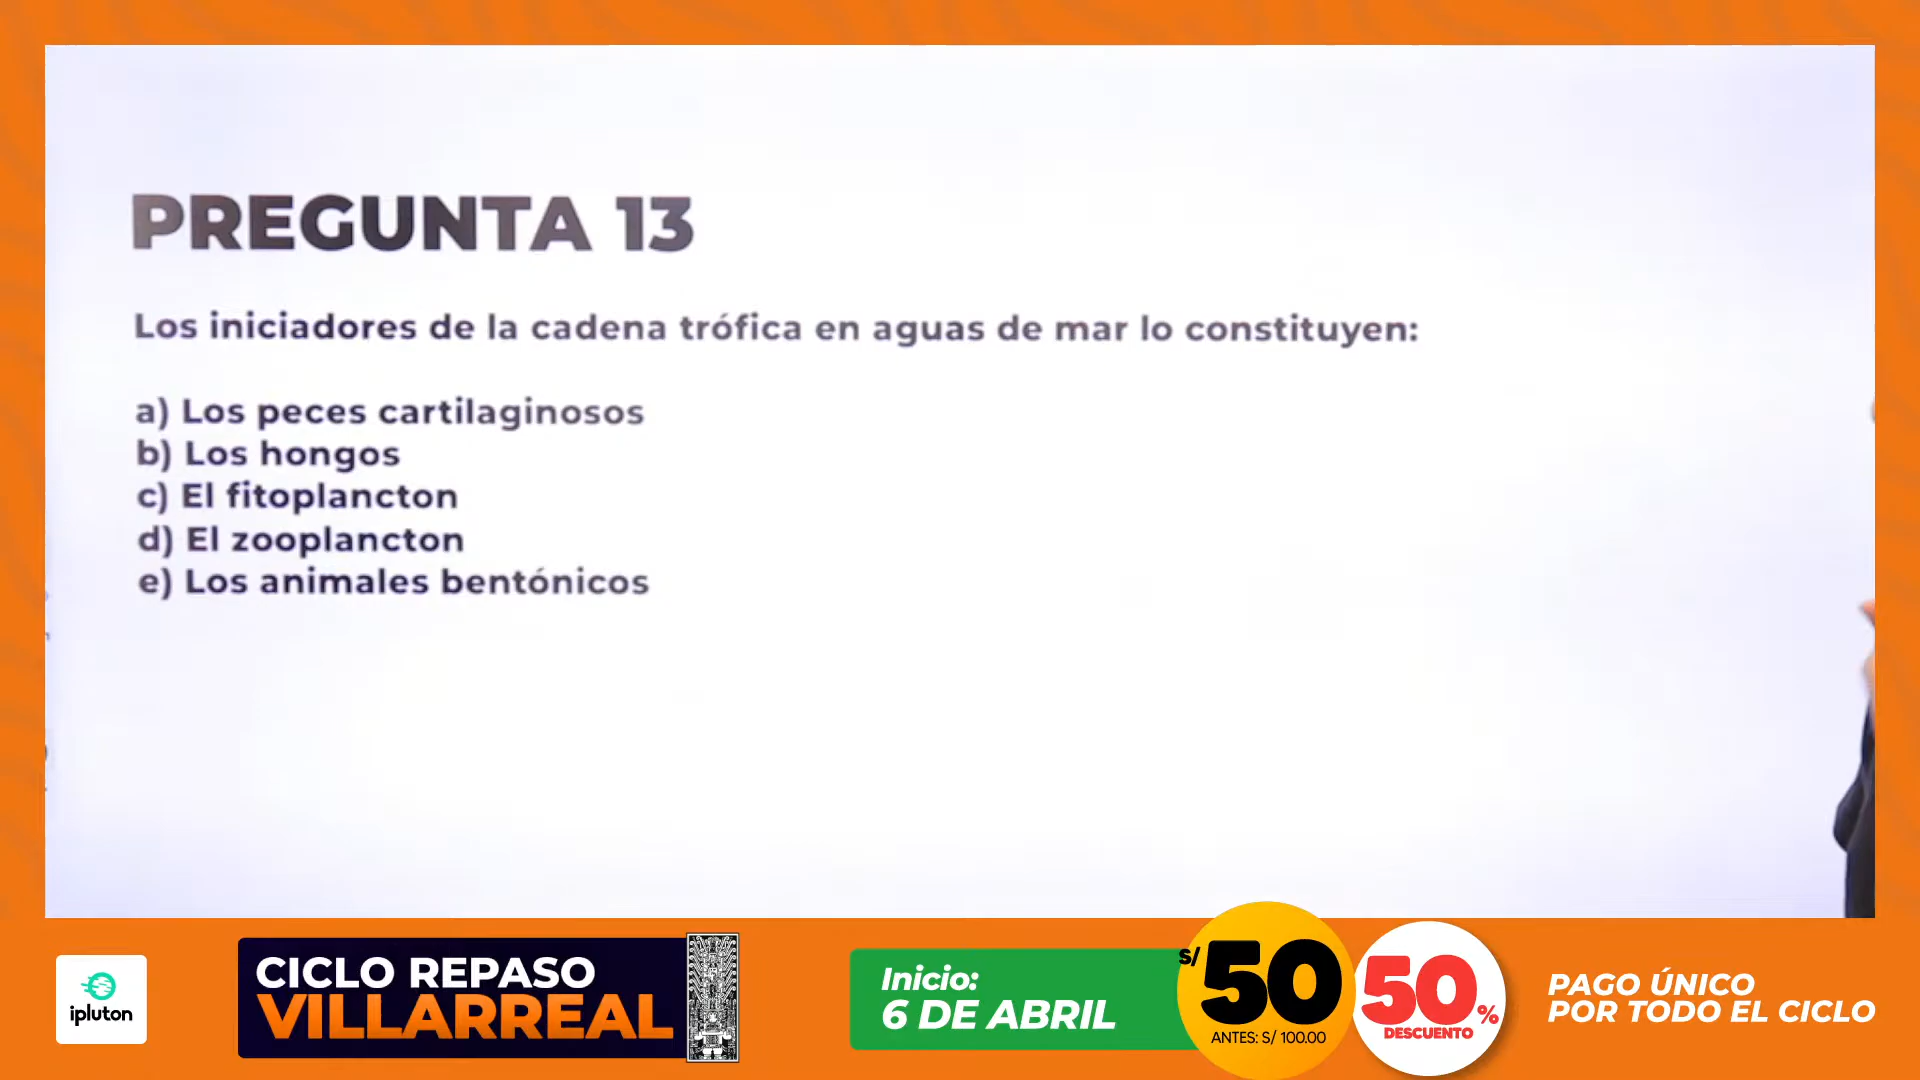 PREGUNTA 13
Los iniciadores de la cadena trófica en aguas de mar lo constituyen:
a) Los peces cartilaginosos
b) Los hongos
c) El fitoplancton
d) El zooplancton
e) Los animales bentónicos
ipluton
CICLO REPASO
VILLARREAL
Inicio:
6 DE ABRIL
S/ 50
ANTES: S/ 100.00
50 %
DESCUENTO
PAGO ÚNICO
POR TODO EL CICLO